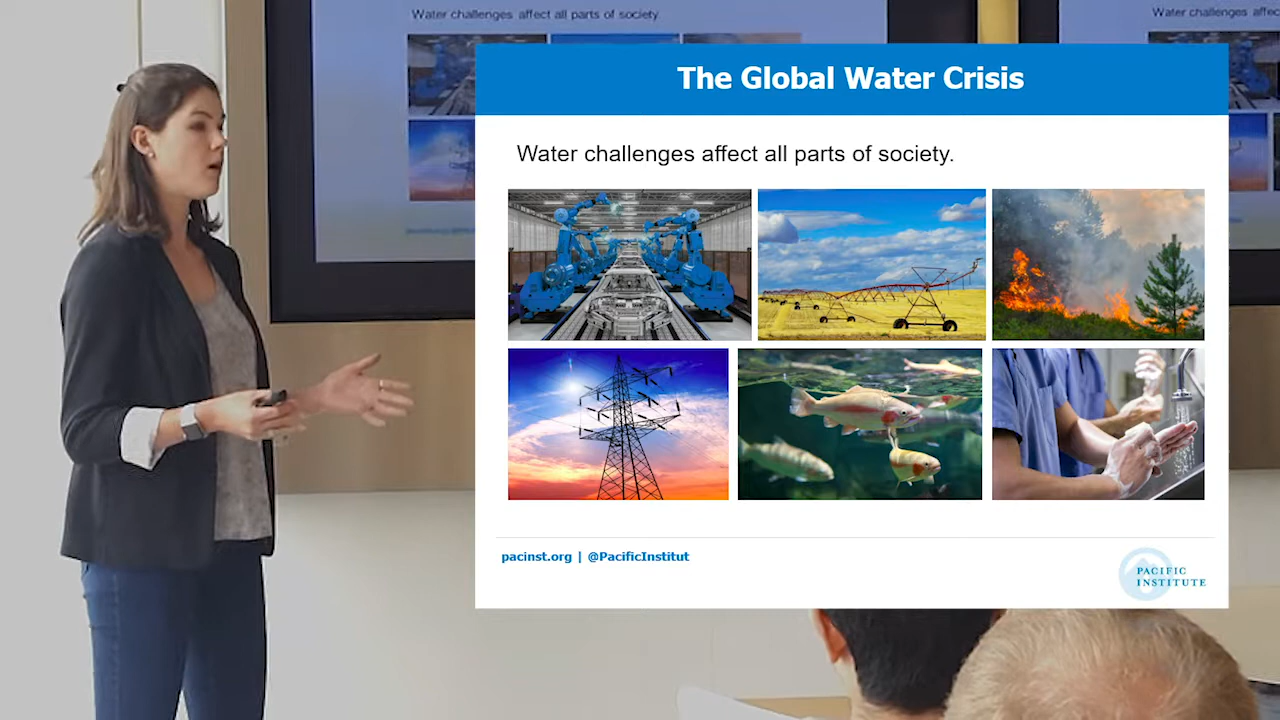 Water challenges affect all parts of society
Water challenges affec
The Global Water Crisis
Water challenges affect all parts of society.
pacinst.org | @PacificInstitut
PACIFIC
INSTITUTE